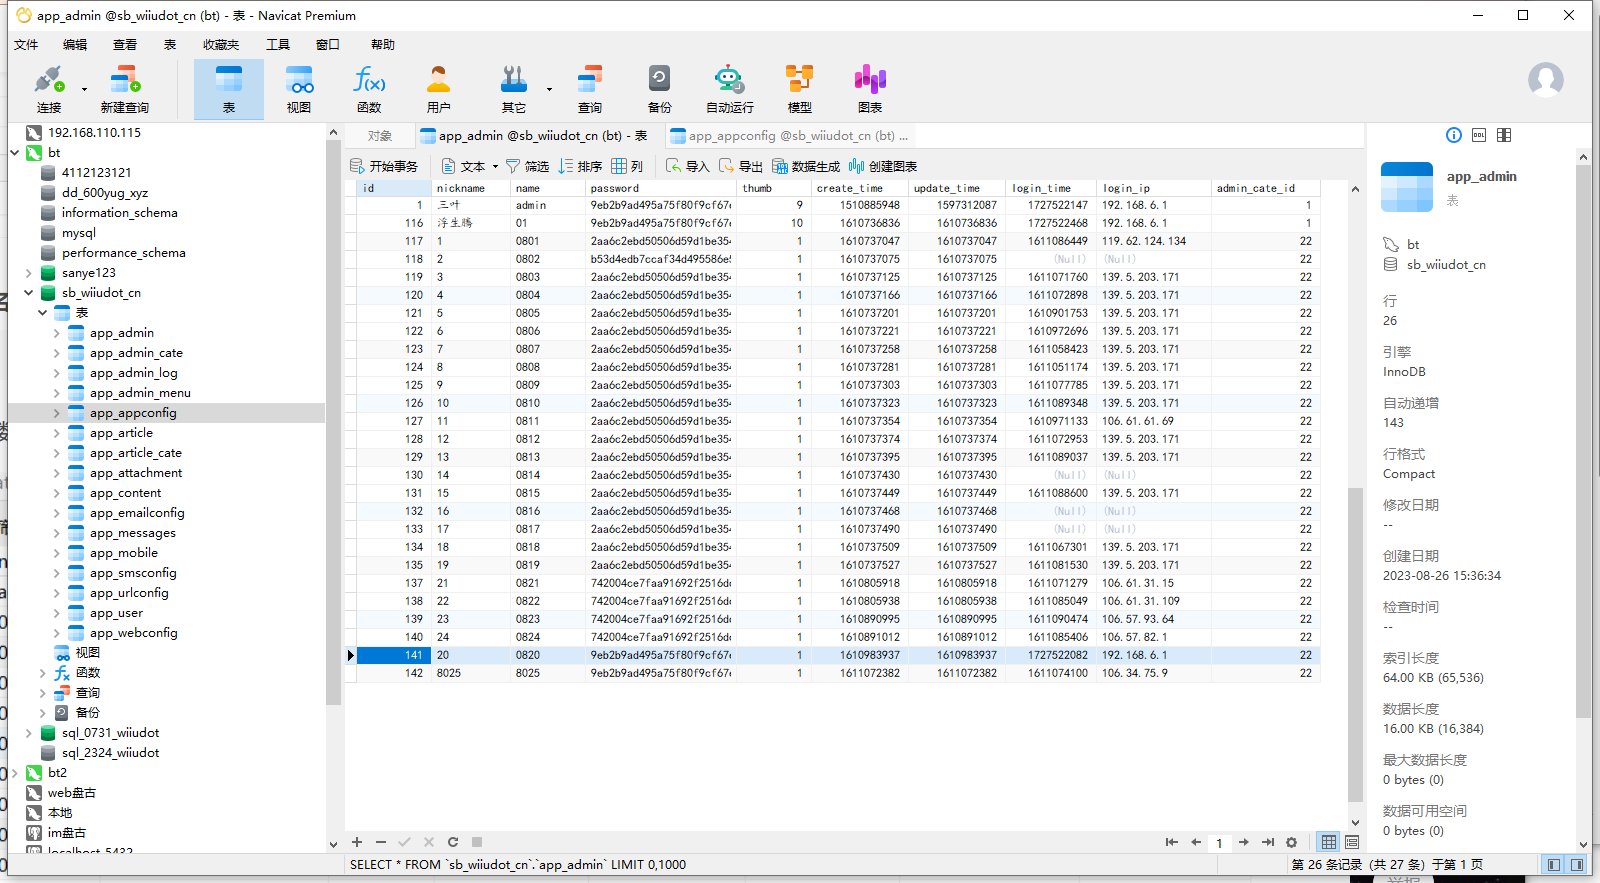 app_admin @sb_wiiudot_cn (bt) - 表 - Navicat Premium
文件 编辑 查看 表 收藏夹 工具 窗口 帮助
连接 新建查询 表 视图 函数 用户 其它 查询 备份 自动运行 模型 图表
192.168.110.115
bt
4112123121
dd_600yug_xyz
information_schema
mysql
performance_schema
sanye123
sb_wiiudot_cn
表
app_admin
app_admin_cate
app_admin_log
app_admin_menu
app_appconfig
app_article
app_article_cate
app_attachment
app_content
app_emailconfig
app_messages
app_mobile
app_smsconfig
app_urlconfig
app_user
app_webconfig
视图
函数
查询
备份
sql_0731_wiiudot
sql_2324_wiiudot
bt2
web盘古
本地
im盘古
localhost-5432
对象 app_admin @sb_wiiudot_cn (bt) - 表 app_appconfig @sb_wiiudot_cn (bt) ...
开始事务 文本 筛选 排序 列 导入 导出 数据生成 创建图表
id nickname name password thumb create_time update_time login_time login_ip admin_cate_id
1 三叶 admin 9eb2b9ad495a75f80f9cf67 9 1510885948 1597312087 1727522147 192.168.6.1 1
116 浮生腾 01 9eb2b9ad495a75f80f9cf67 10 1610736836 1610736836 1727522468 192.168.6.1 1
117 1 0801 2aa6c2ebd50506d59d1be354 1 1610737047 1610737047 1611086449 119.62.124.134 22
118 2 0802 b53d4edb7ccaf34d495586e 1 1610737075 1610737075 (Null) (Null) 22
119 3 0803 2aa6c2ebd50506d59d1be354 1 1610737125 1610737125 1611071760 139.5.203.171 22
120 4 0804 2aa6c2ebd50506d59d1be354 1 1610737166 1610737166 1611072898 139.5.203.171 22
121 5 0805 2aa6c2ebd50506d59d1be354 1 1610737201 1610737201 1610901753 139.5.203.171 22
122 6 0806 2aa6c2ebd50506d59d1be354 1 1610737221 1610737221 1610972696 139.5.203.171 22
123 7 0807 2aa6c2ebd50506d59d1be354 1 1610737258 1610737258 1611058423 139.5.203.171 22
124 8 0808 2aa6c2ebd50506d59d1be354 1 1610737281 1610737281 1611051174 139.5.203.171 22
125 9 0809 2aa6c2ebd50506d59d1be354 1 1610737303 1610737303 1611077785 139.5.203.171 22
126 10 0810 2aa6c2ebd50506d59d1be354 1 1610737323 1610737323 1611089348 139.5.203.171 22
127 11 0811 2aa6c2ebd50506d59d1be354 1 1610737354 1610737354 1610971133 106.61.61.69 22
128 12 0812 2aa6c2ebd50506d59d1be354 1 1610737374 1610737374 1611072953 139.5.203.171 22
129 13 0813 2aa6c2ebd50506d59d1be354 1 1610737395 1610737395 1611089037 139.5.203.171 22
130 14 0814 2aa6c2ebd50506d59d1be354 1 1610737430 1610737430 (Null) (Null) 22
131 15 0815 2aa6c2ebd50506d59d1be354 1 1610737449 1610737449 1611088600 139.5.203.171 22
132 16 0816 2aa6c2ebd50506d59d1be354 1 1610737468 1610737468 (Null) (Null) 22
133 17 0817 2aa6c2ebd50506d59d1be354 1 1610737490 1610737490 (Null) (Null) 22
134 18 0818 2aa6c2ebd50506d59d1be354 1 1610737509 1610737509 1611067301 139.5.203.171 22
135 19 0819 2aa6c2ebd50506d59d1be354 1 1610737527 1610737527 1611081530 139.5.203.171 22
137 21 0821 742004ce7faa91692f2516d 1 1610805918 1610805918 1611071279 106.61.31.15 22
138 22 0822 742004ce7faa91692f2516d 1 1610805938 1610805938 1611085049 106.61.31.109 22
139 23 0823 742004ce7faa91692f2516d 1 1610890995 1610890995 1611090474 106.57.93.64 22
140 24 0824 742004ce7faa91692f2516d 1 1610891012 1610891012 1611085406 106.57.82.1 22
141 20 0820 9eb2b9ad495a75f80f9cf67 1 1610983937 1610983937 1727522082 192.168.6.1 22
142 8025 8025 9eb2b9ad495a75f80f9cf67 1 1611072382 1611072382 1611074100 106.34.75.9 22
1
SELECT * FROM `sb_wiiudot_cn`.`app_admin` LIMIT 0,1000
第 26 条记录 (共 27 条) 于第 1 页
DDL
app_admin
表
bt
sb_wiiudot_cn
行
26
引擎
InnoDB
自动递增
143
行格式
Compact
修改日期
--
创建日期
2023-08-26 15:36:34
检查时间
--
索引长度
64.00 KB (65,536)
数据长度
16.00 KB (16,384)
最大数据长度
0 bytes (0)
数据可用空间
0 bytes (0)